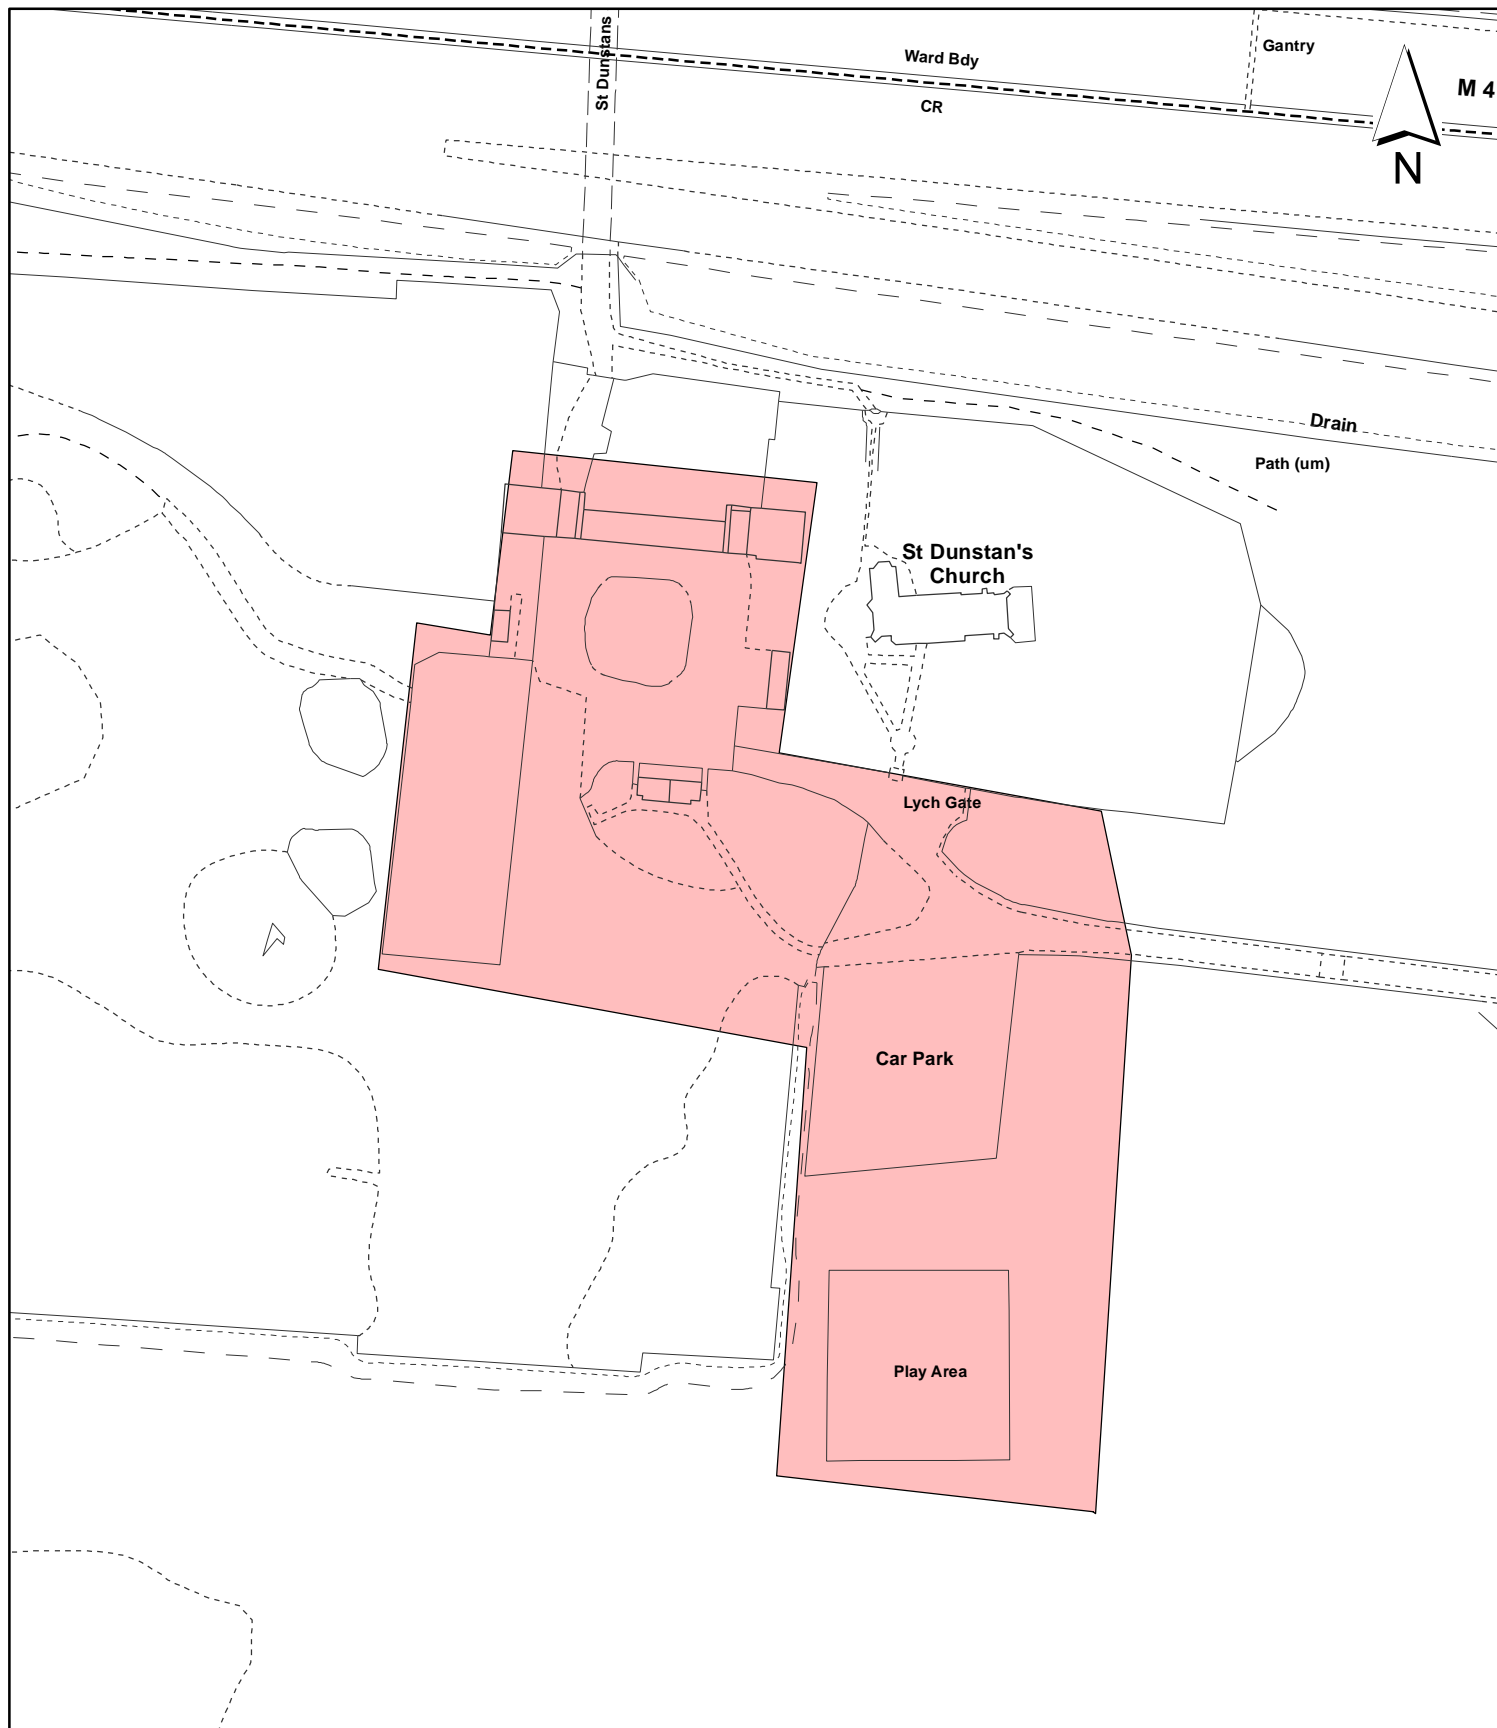 St Dunstans
Ward Bdy
Gantry
M 4
CR
N
Drain
Path (um)
St Dunstan's
Church
Lych Gate
Car Park
Play Area